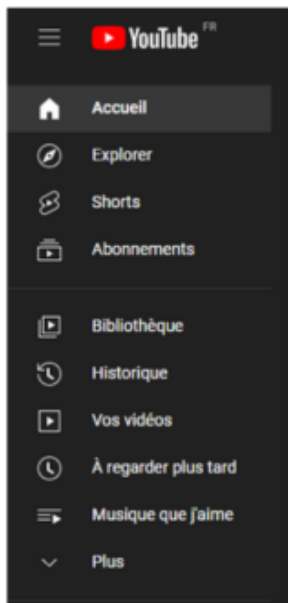 YouTube FR
Accueil
Explorer
Shorts
Abonnements
Bibliothèque
Historique
Vos vidéos
À regarder plus tard
Musique que j'aime
Plus